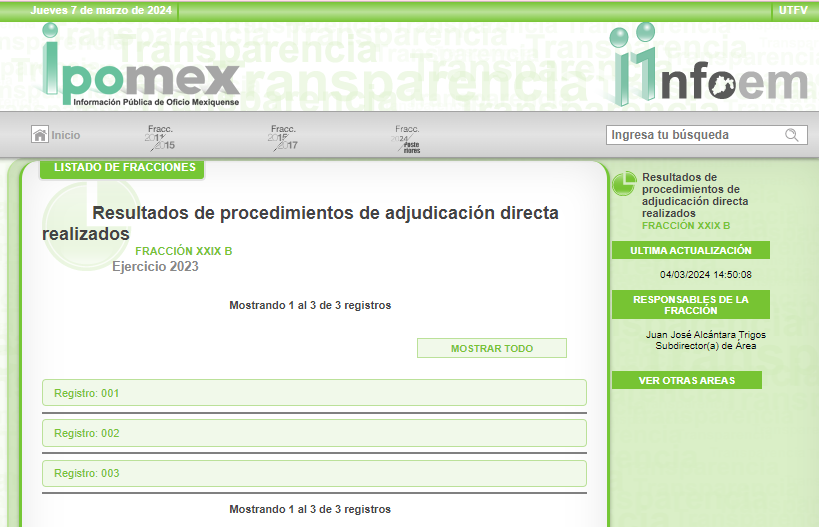 Jueves 7 de marzo de 2024
UTFV
ipomex
Información Pública de Oficio Mexiquense
infoem
Inicio
Fracc.
2015
Fracc.
2017
Fracc.
2024
Poste
riores
Ingresa tu búsqueda
LISTADO DE FRACCIONES
Resultados de procedimientos de adjudicación directa
realizados
FRACCIÓN XXIX B
Ejercicio 2023
Mostrando 1 al 3 de 3 registros
MOSTRAR TODO
Registro: 001
Registro: 002
Registro: 003
Mostrando 1 al 3 de 3 registros
Resultados de
procedimientos de
adjudicación directa
realizados
FRACCIÓN XXIX B
ULTIMA ACTUALIZACIÓN
04/03/2024 14:50:08
RESPONSABLES DE LA
FRACCIÓN
Juan José Alcántara Trigos
Subdirector(a) de Área
VER OTRAS AREAS